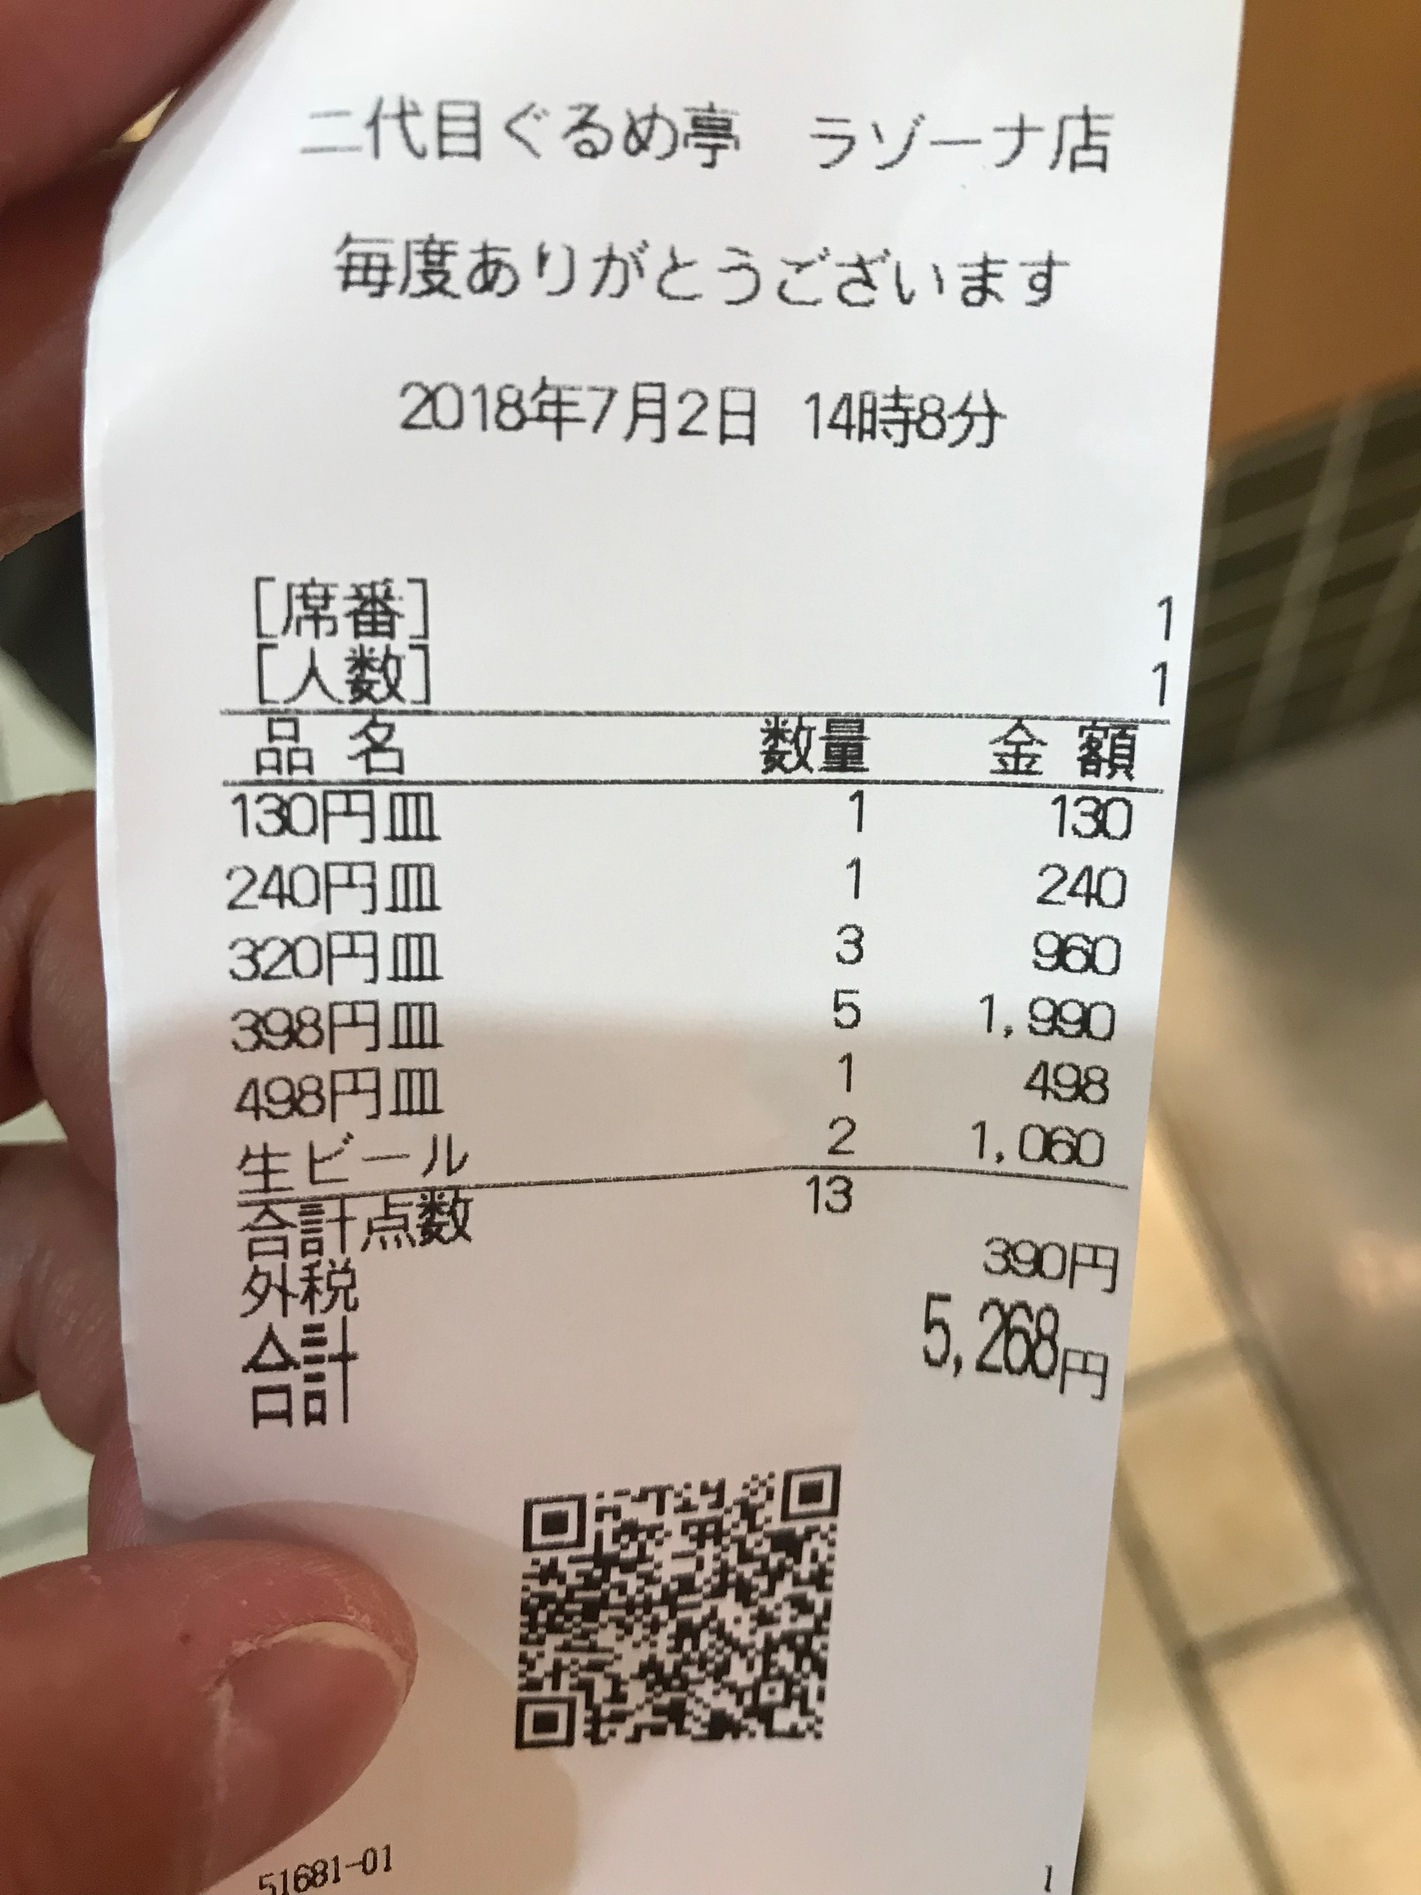 二代目ぐるめ亭　ラゾーナ店
毎度ありがとうございます
2018年7月2日 14時8分
[席番] 1
[人数] 1
品 名 数量 金 額
130円皿 1 130
240円皿 1 240
320円皿 3 960
398円皿 5 1,990
498円皿 1 498
生ビール 2 1,060
合計点数 13
外税 390円
合計 5,268円
51681-01 1